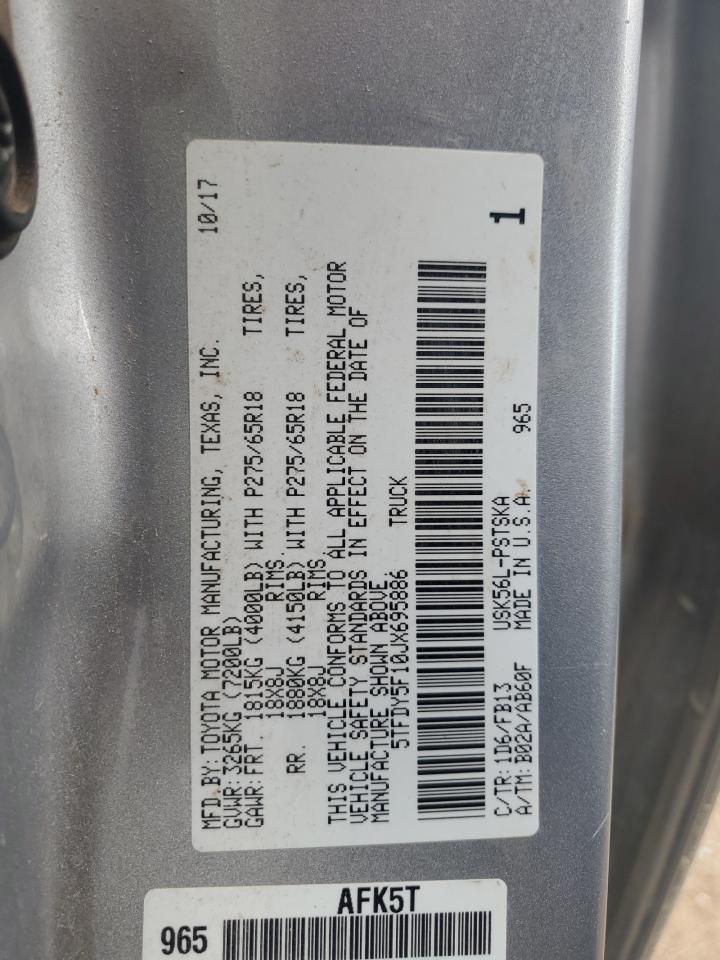 MFD.BY:TOYOTA MOTOR MANUFACTURING, TEXAS, INC. 10/17
GVWR:3265KG (7200LB)
GAWR:FRT. 1815KG (4000LB) WITH P275/65R18 TIRES,
18X8J RIMS
RR. 1880KG (4150LB) WITH P275/65R18 TIRES,
18X8J RIMS.
THIS VEHICLE CONFORMS TO ALL APPLICABLE FEDERAL MOTOR
VEHICLE SAFETY STANDARDS IN EFFECT ON THE DATE OF
MANUFACTURE SHOWN ABOVE.
5TFDY5F10JX695886 TRUCK
1
C/TR:1D6/FB13 USK56L-PSTSKA
A/TM:B02A/AB60F MADE IN U.S.A. 965
AFK5T
965